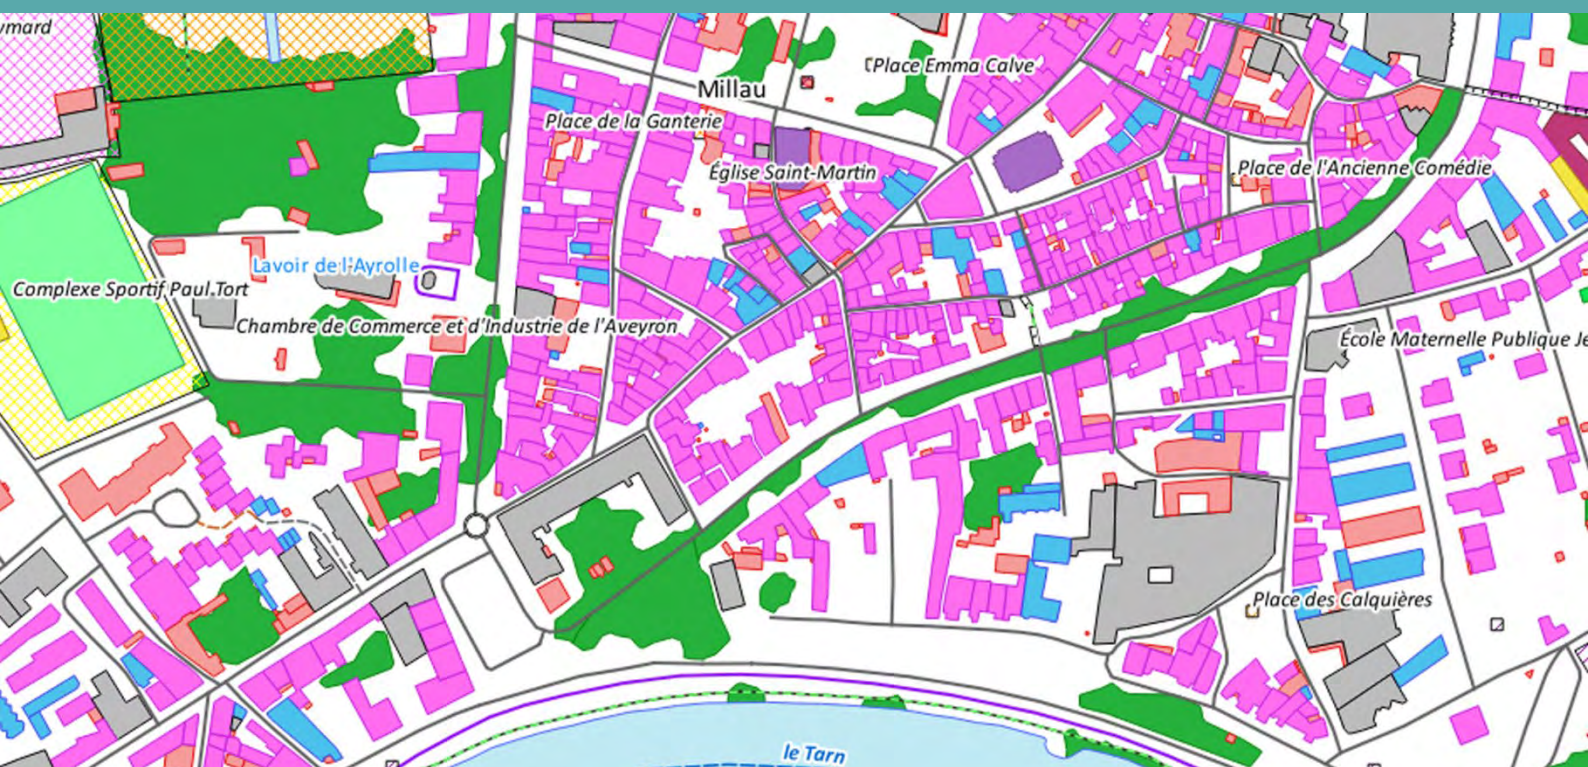 Place Emma Calve
Millau
Place de la Ganterie
Église Saint-Martin
Place de l'Ancienne Comédie
Lavoir de l'Ayrolle
Complexe Sportif Paul Tort
Chambre de Commerce et d'Industrie de l'Aveyron
École Maternelle Publique Je
Place des Calquières
le Tarn